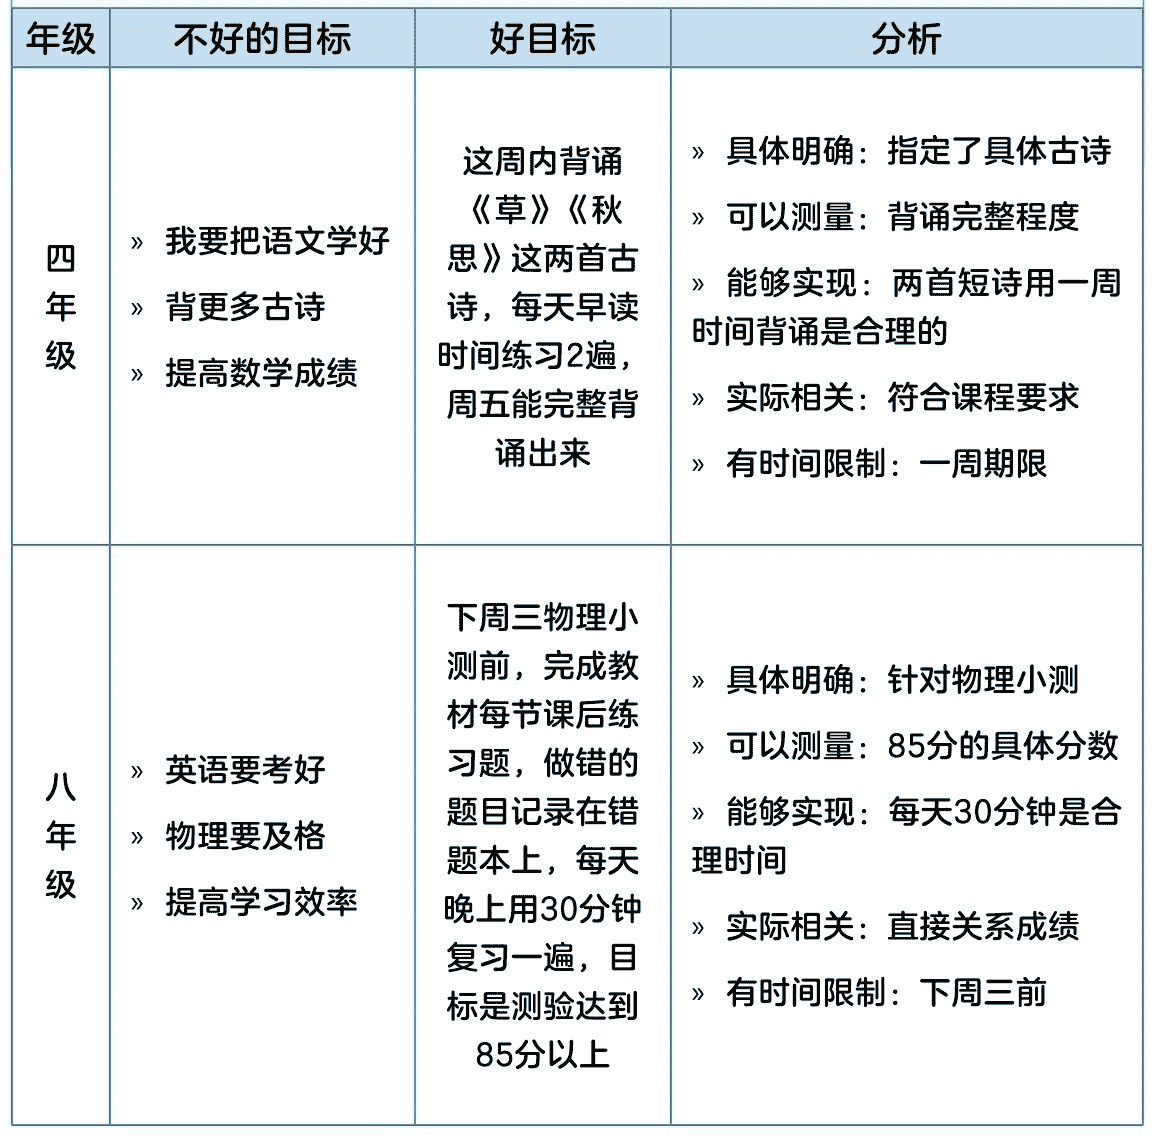 年级
不好的目标
好目标
分析
四
年
级
» 我要把语文学好
» 背更多古诗
» 提高数学成绩
这周内背诵
《草》《秋
思》这两首古
诗，每天早读
时间练习2遍，
周五能完整背
诵出来
» 具体明确：指定了具体古诗
» 可以测量：背诵完整程度
» 能够实现：两首短诗用一周
时间背诵是合理的
» 实际相关：符合课程要求
» 有时间限制：一周期限
八
年
级
» 英语要考好
» 物理要及格
» 提高学习效率
下周三物理小
测前，完成教
材每节课后练
习题，做错的
题目记录在错
题本上，每天
晚上用30分钟
复习一遍，目
标是测验达到
85分以上
» 具体明确：针对物理小测
» 可以测量：85分的具体分数
» 能够实现：每天30分钟是合
理时间
» 实际相关：直接关系成绩
» 有时间限制：下周三前